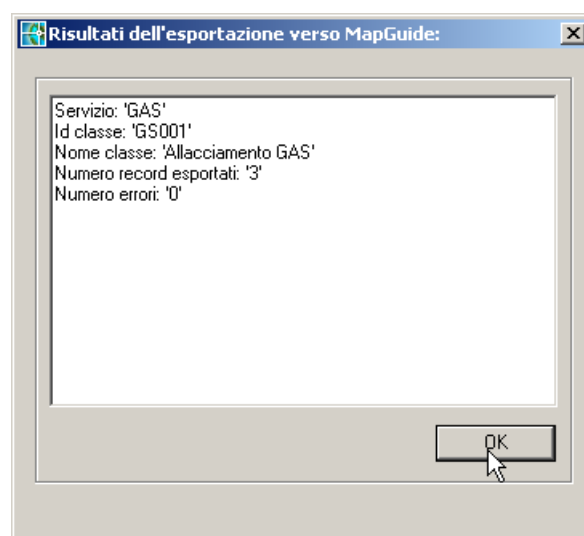 Risultati dell'esportazione verso MapGuide:
Servizio: 'GAS'
Id classe: 'GS001'
Nome classe: 'Allacciamento GAS'
Numero record esportati: '3'
Numero errori: '0'
OK